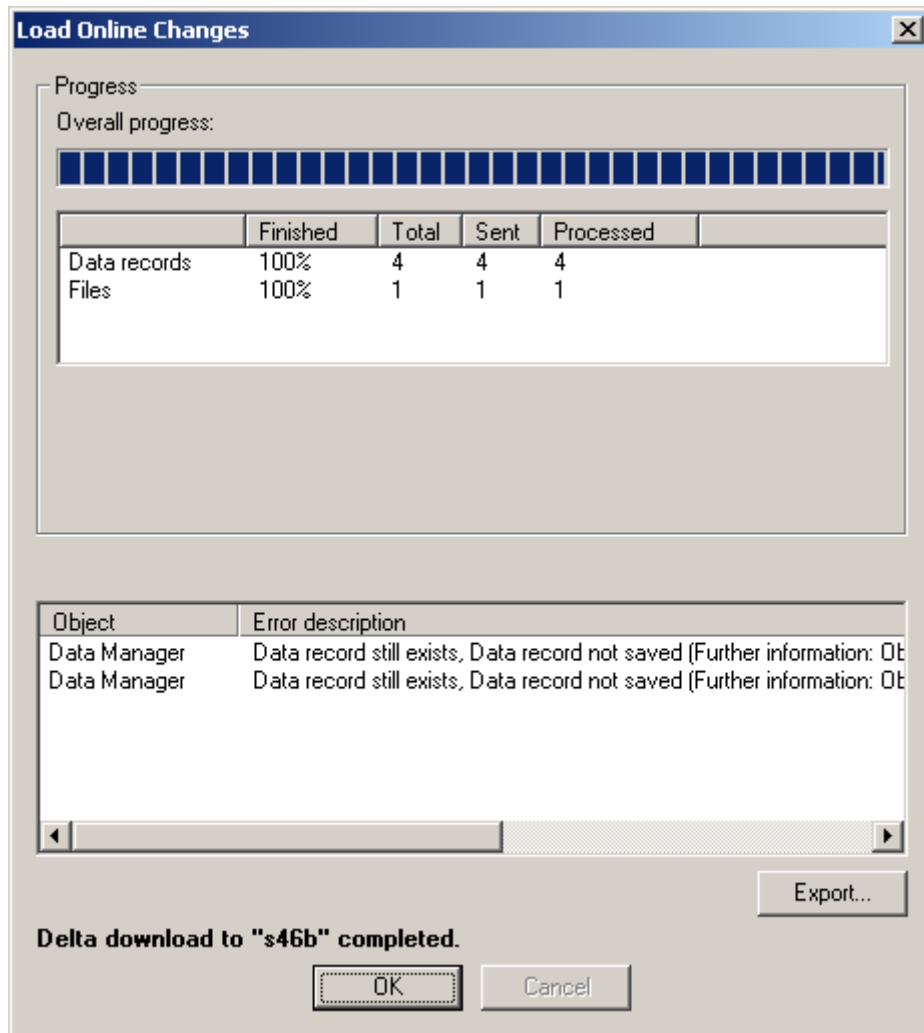 Load Online Changes
Progress
Overall progress:
Finished Total Sent Processed
Data records 100% 4 4 4
Files 100% 1 1 1
Object Error description
Data Manager Data record still exists, Data record not saved (Further information: Ob
Data Manager Data record still exists, Data record not saved (Further information: Ob
Export...
Delta download to "s46b" completed.
OK Cancel